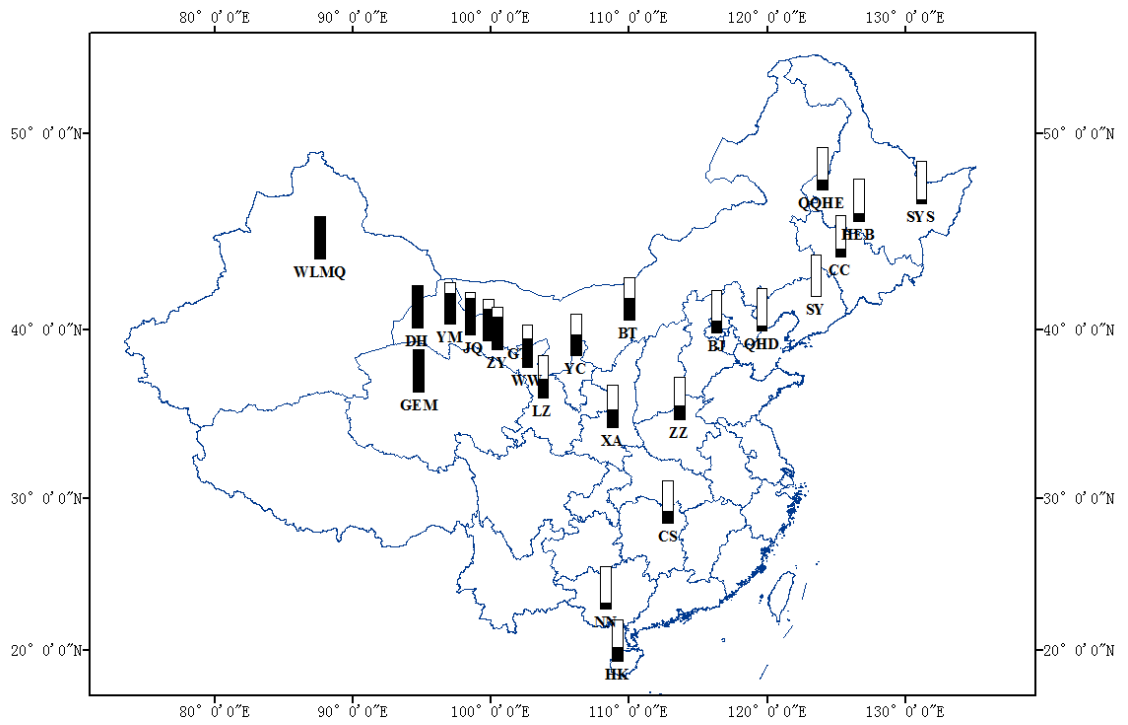 80° 0'0"E 90° 0'0"E 100° 0'0"E 110° 0'0"E 120° 0'0"E 130° 0'0"E
50° 0'0"N 50° 0'0"N
QQHE
SYS
HEB
WLMQ CC
SY
40° 0'0"N DH YM JQ BT BJ QHD 40° 0'0"N
ZY G YC
WW
GEM LZ
XA ZZ
30° 0'0"N 30° 0'0"N
CS
NN
20° 0'0"N 20° 0'0"N
HK
80° 0'0"E 90° 0'0"E 100° 0'0"E 110° 0'0"E 120° 0'0"E 130° 0'0"E